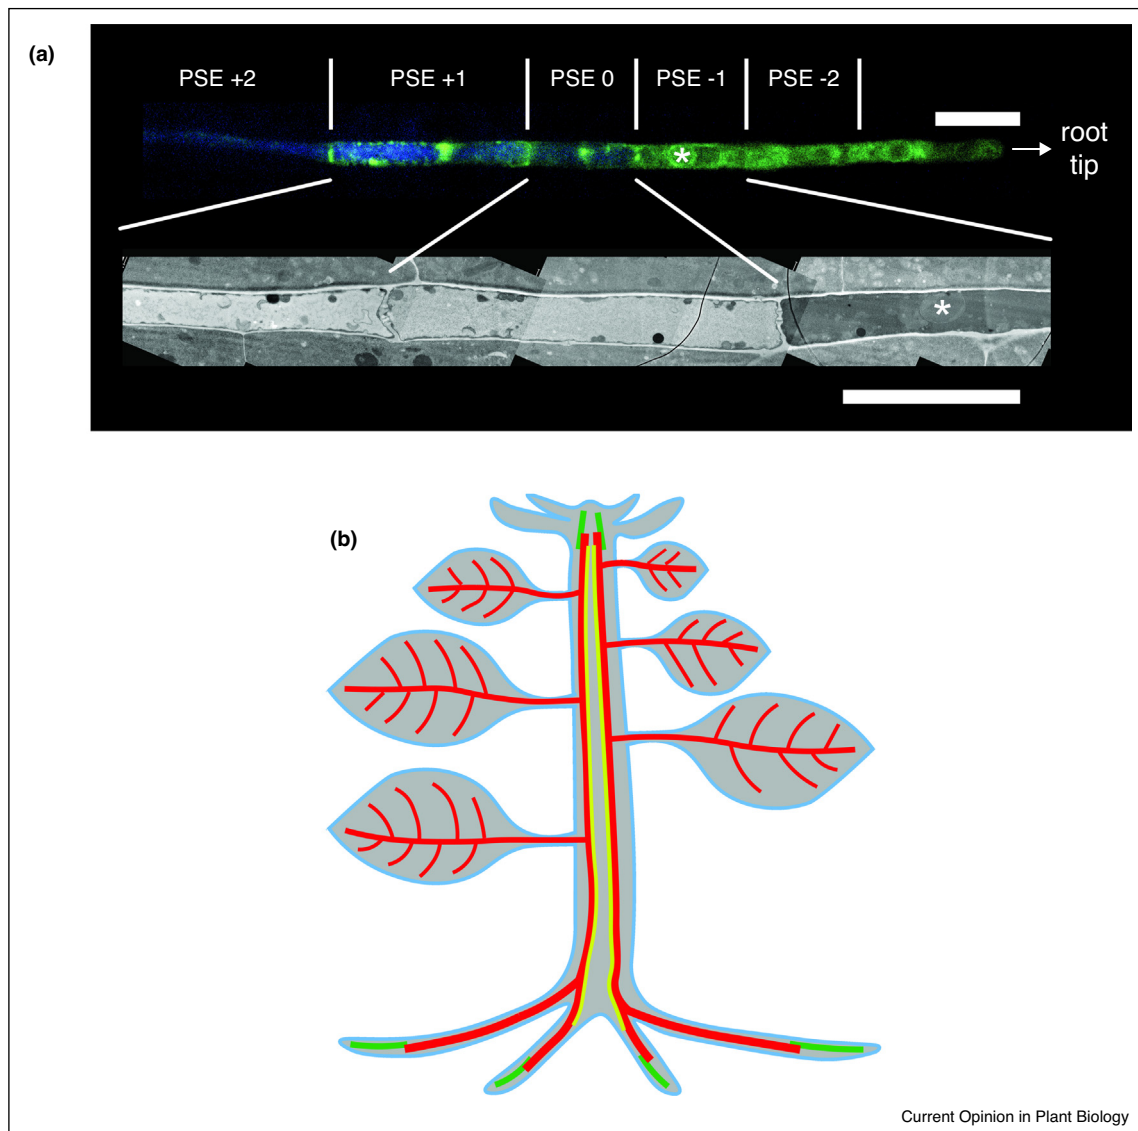 (a)
PSE +2 PSE +1 PSE 0 PSE -1 PSE -2
*
root
tip
*
(b)
Current Opinion in Plant Biology